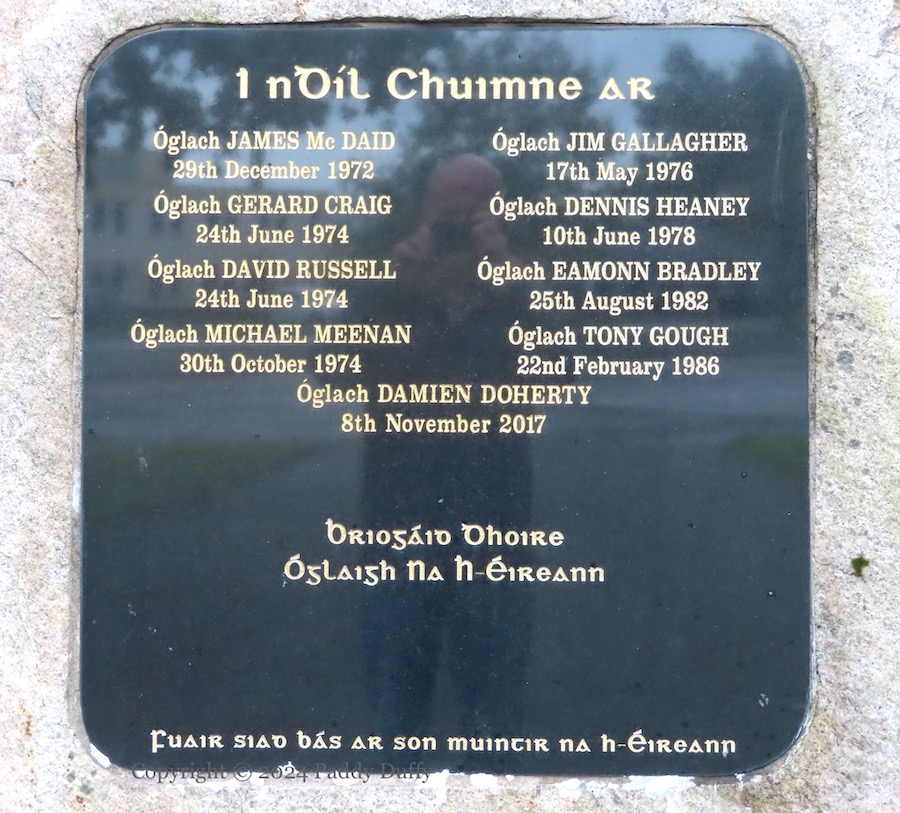 I nDíl Chuimne ar
Óglach JAMES Mc DAID
29th December 1972
Óglach GERARD CRAIG
24th June 1974
Óglach DAVID RUSSELL
24th June 1974
Óglach MICHAEL MEENAN
30th October 1974
Óglach JIM GALLAGHER
17th May 1976
Óglach DENNIS HEANEY
10th June 1978
Óglach EAMONN BRADLEY
25th August 1982
Óglach TONY GOUGH
22nd February 1986
Óglach DAMIEN DOHERTY
8th November 2017
Briogáid Dhoire
Óglaigh Na h-Éireann
Fuair siad bás ar son muintir na h-Éireann
Copyright © 2024 Paddy Duffy